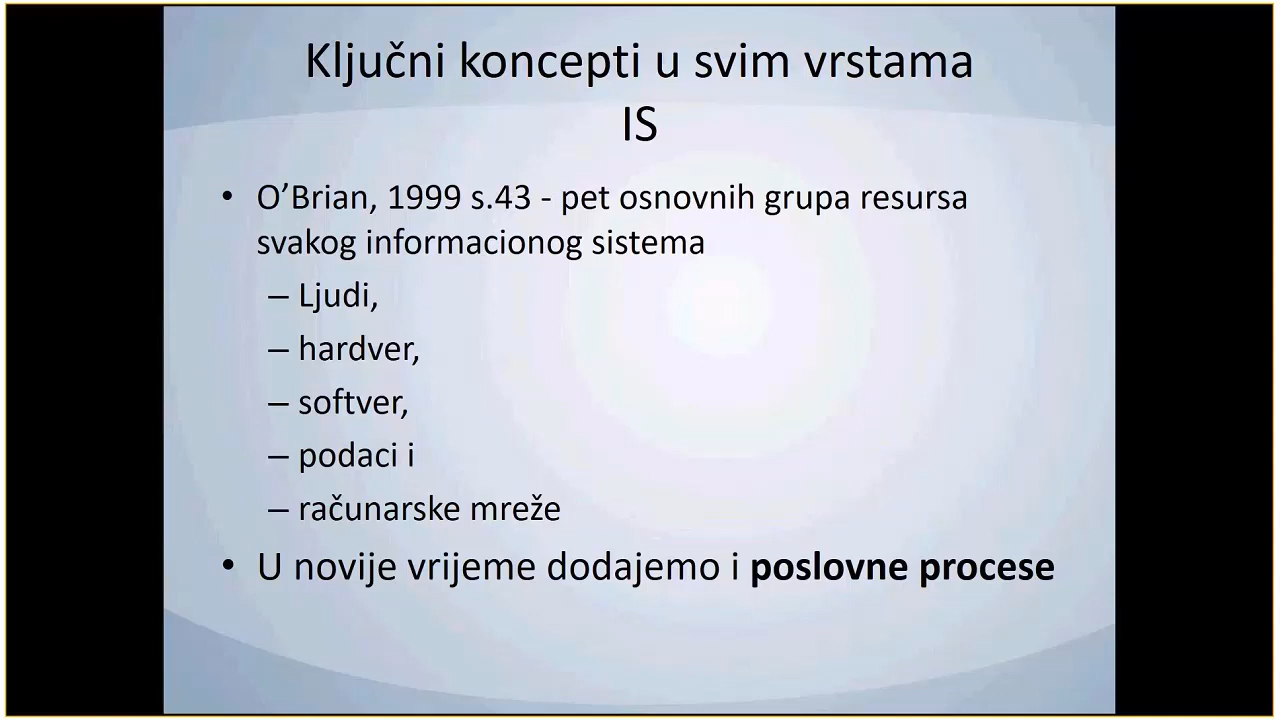 Ključni koncepti u svim vrstama
IS
• O’Brian, 1999 s.43 - pet osnovnih grupa resursa
svakog informacionog sistema
– Ljudi,
– hardver,
– softver,
– podaci i
– računarske mreže
• U novije vrijeme dodajemo i poslovne procese